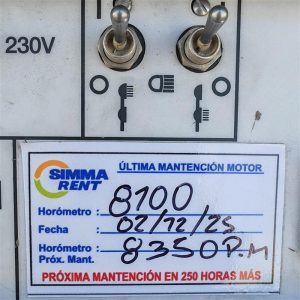 230V
SIMMA
RENT
ÚLTIMA MANTENCIÓN MOTOR
Horómetro : 8100
Fecha : 02/12/25
Horómetro
Próx. Mant. : 8350 P.M
PRÓXIMA MANTENCIÓN EN 250 HORAS MÁS